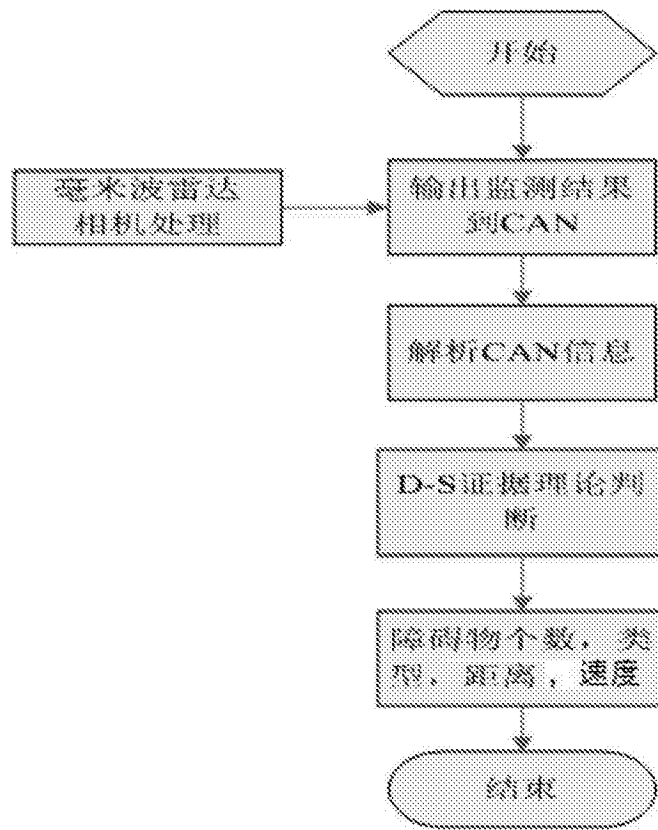 开始
毫米波雷达
相机处理
输出监测结果
到CAN
解析CAN信息
D-S证据理论判
断
障碍物个数，类
型，距离，速度
结束